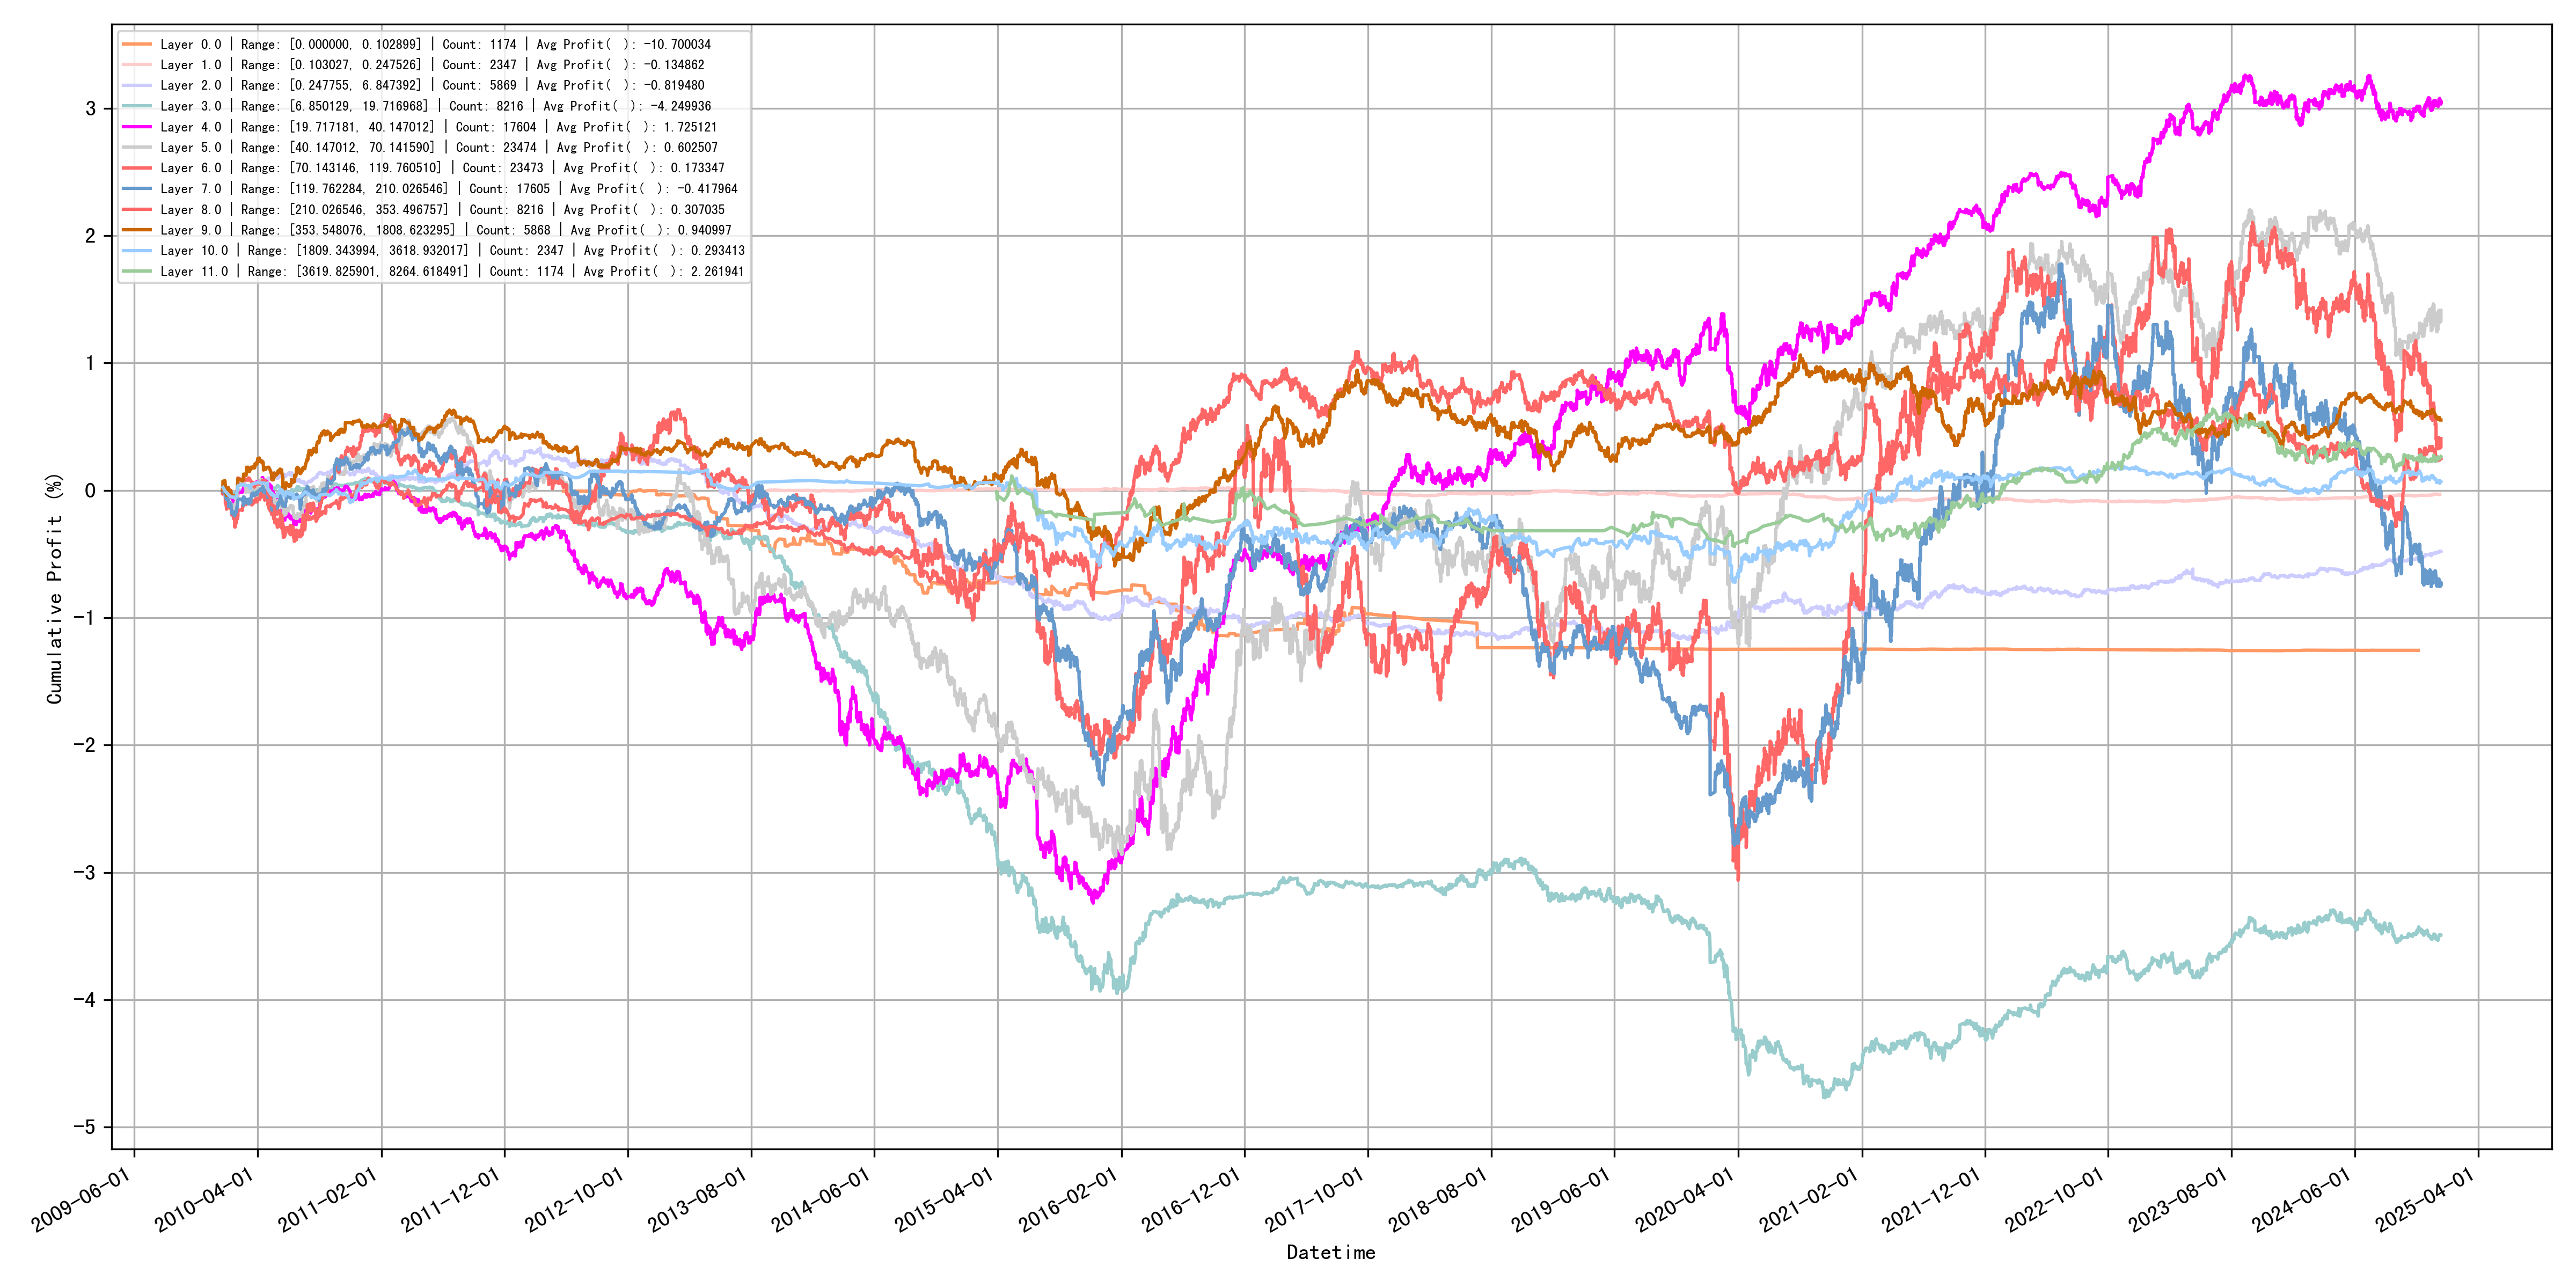 Layer 0.0 | Range: [0.000000, 0.102899] | Count: 1174 | Avg Profit( ): -10.700034
Layer 1.0 | Range: [0.103027, 0.247526] | Count: 2347 | Avg Profit( ): -0.134862
Layer 2.0 | Range: [0.247755, 6.847392] | Count: 5869 | Avg Profit( ): -0.819480
Layer 3.0 | Range: [6.850129, 19.716968] | Count: 8216 | Avg Profit( ): -4.249936
Layer 4.0 | Range: [19.717181, 40.147012] | Count: 17604 | Avg Profit( ): 1.725121
Layer 5.0 | Range: [40.147012, 70.141590] | Count: 23474 | Avg Profit( ): 0.602507
Layer 6.0 | Range: [70.143146, 119.760510] | Count: 23473 | Avg Profit( ): 0.173347
Layer 7.0 | Range: [119.762284, 210.026546] | Count: 17605 | Avg Profit( ): -0.417964
Layer 8.0 | Range: [210.026546, 353.496757] | Count: 8216 | Avg Profit( ): 0.307035
Layer 9.0 | Range: [353.548076, 1808.623295] | Count: 5868 | Avg Profit( ): 0.940997
Layer 10.0 | Range: [1809.343994, 3618.932017] | Count: 2347 | Avg Profit( ): 0.293413
Layer 11.0 | Range: [3619.825901, 8264.618491] | Count: 1174 | Avg Profit( ): 2.261941
3
2
1
0
-1
-2
-3
-4
-5
Cumulative Profit (%)
2009-06-01
2010-04-01
2011-02-01
2011-12-01
2012-10-01
2013-08-01
2014-06-01
2015-04-01
2016-02-01
2016-12-01
2017-10-01
2018-08-01
2019-06-01
2020-04-01
2021-02-01
2021-12-01
2022-10-01
2023-08-01
2024-06-01
2025-04-01
Datetime